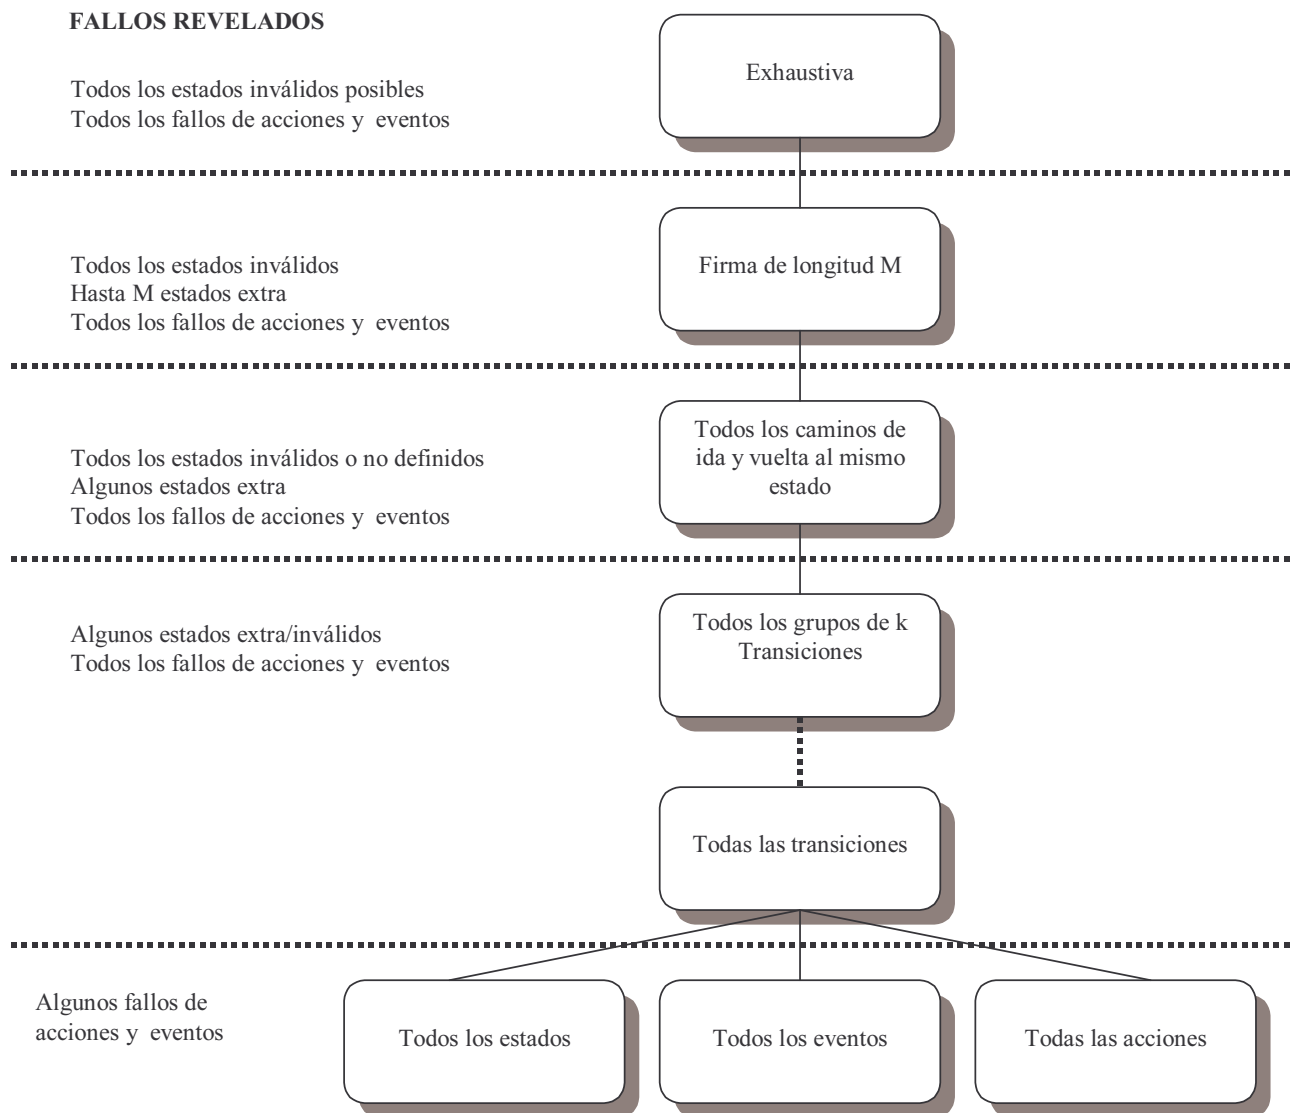 FALLOS REVELADOS
Exhaustiva
Todos los estados inválidos posibles
Todos los fallos de acciones y eventos
Todos los estados inválidos
Hasta M estados extra
Todos los fallos de acciones y eventos
Firma de longitud M
Todos los estados inválidos o no definidos
Algunos estados extra
Todos los fallos de acciones y eventos
Todos los caminos de
ida y vuelta al mismo
estado
Algunos estados extra/inválidos
Todos los fallos de acciones y eventos
Todos los grupos de k
Transiciones
Todas las transiciones
Algunos fallos de
acciones y eventos
Todos los estados
Todos los eventos
Todas las acciones